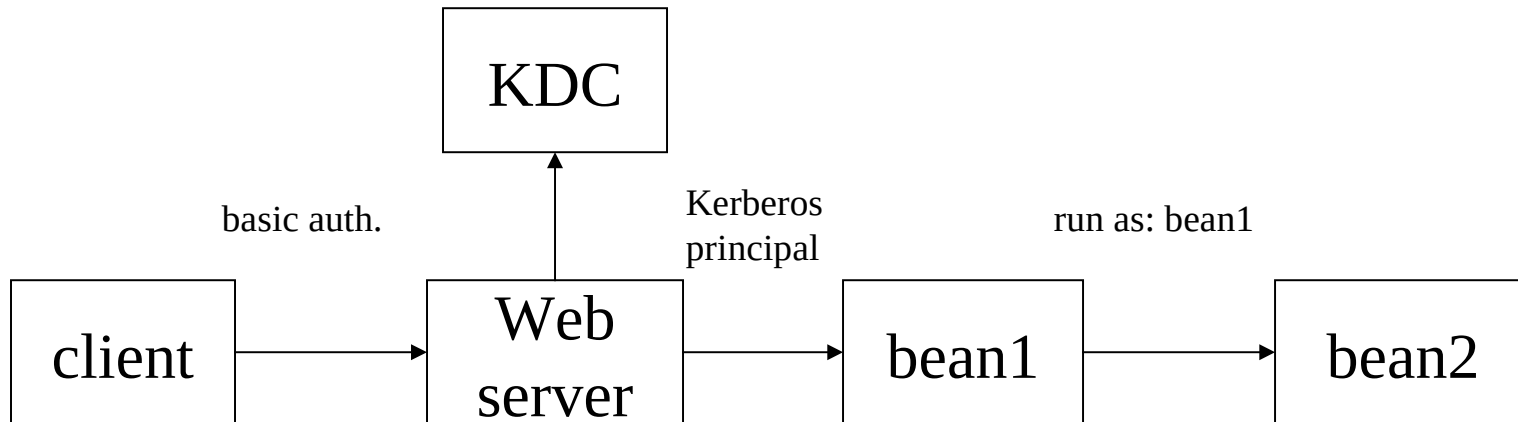 KDC
basic auth.
Kerberos
principal
run as: bean1
client
Web
server
bean1
bean2